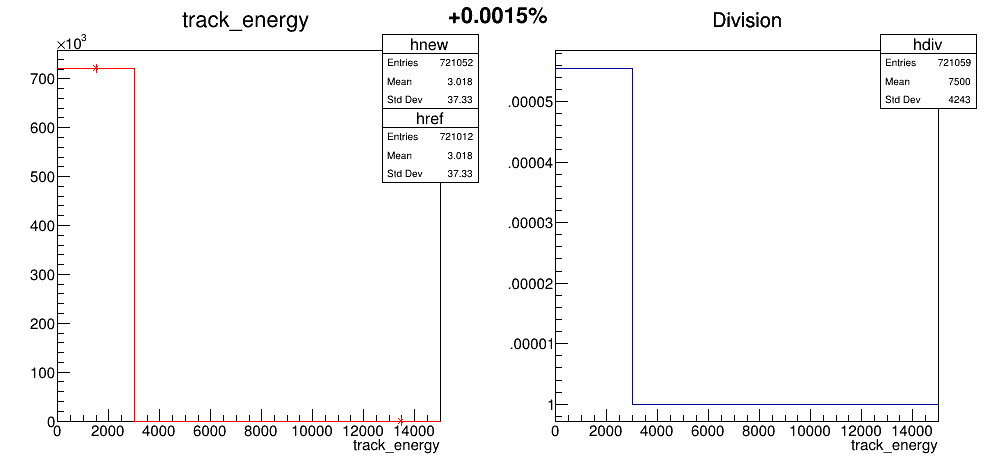 track_energy
+0.0015%
Division
×10³
hnew
Entries 721052
Mean 3.018
Std Dev 37.33
href
Entries 721012
Mean 3.018
Std Dev 37.33
700
600
500
400
300
200
100
0
0 2000 4000 6000 8000 10000 12000 14000
track_energy
hdiv
Entries 721059
Mean 7500
Std Dev 4243
.00005
.00004
.00003
.00002
.00001
1
0 2000 4000 6000 8000 10000 12000 14000
track_energy